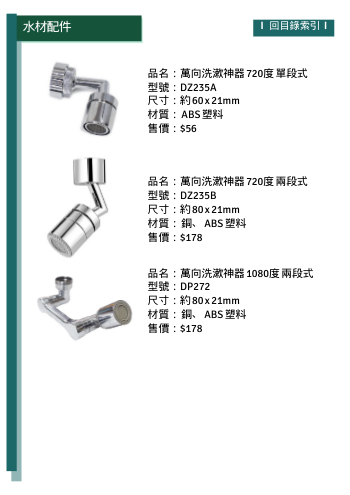 水材配件
I 回目錄索引 I
品名：萬向洗漱神器 720度 單段式
型號：DZ235A
尺寸：約 60 x 21mm
材質： ABS 塑料
售價：$56
品名：萬向洗漱神器 720度 兩段式
型號：DZ235B
尺寸：約 80 x 21mm
材質： 銅、 ABS 塑料
售價：$178
品名：萬向洗漱神器 1080度 兩段式
型號：DP272
尺寸：約 80 x 21mm
材質： 銅、 ABS 塑料
售價：$178